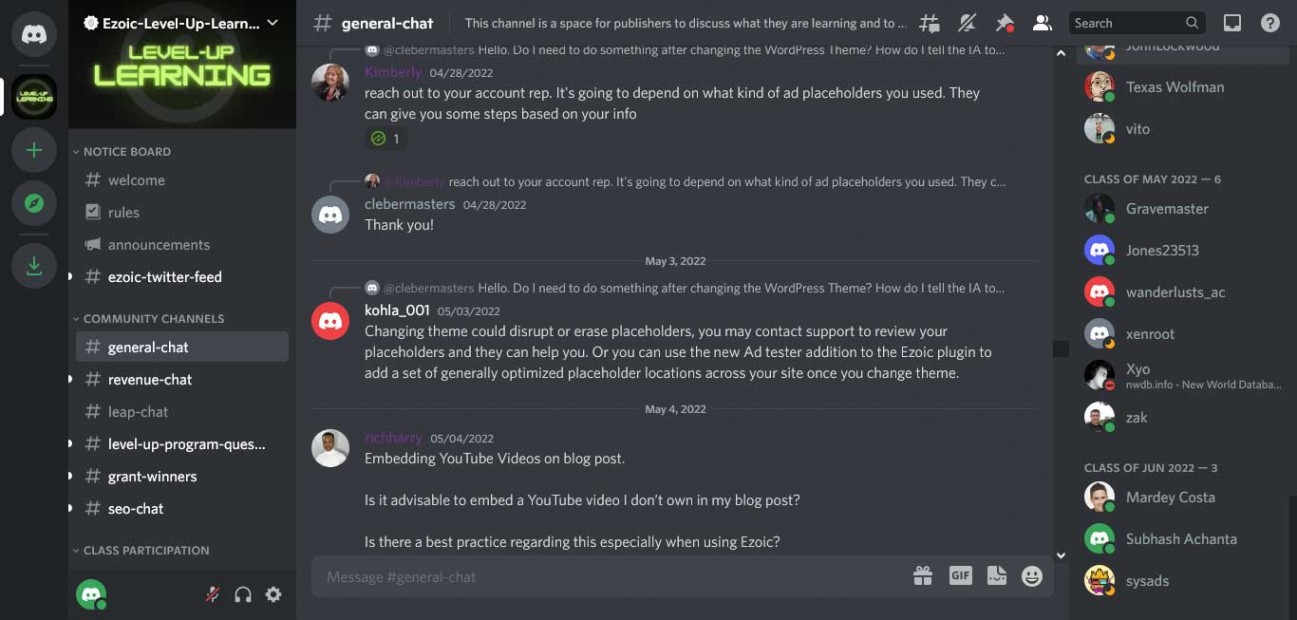 Ezoic-Level-Up-Learn...
LEVEL-UP
LEARNING
LEVEL-UP
LEARNING
NOTICE BOARD
# welcome
rules
announcements
# ezoic-twitter-feed
COMMUNITY CHANNELS
# general-chat
# revenue-chat
# leap-chat
# level-up-program-ques...
# grant-winners
# seo-chat
CLASS PARTICIPATION
# general-chat
This channel is a space for publishers to discuss what they are learning and to ...
Search
@clebermasters Hello. Do I need to do something after changing the WordPress Theme? How do I tell the IA to...
Kimberly 04/28/2022
reach out to your account rep. It's going to depend on what kind of ad placeholders you used. They
can give you some steps based on your info
1
@Kimberly reach out to your account rep. It's going to depend on what kind of ad placeholders you used. They c...
clebermasters 04/28/2022
Thank you!
May 3, 2022
@clebermasters Hello. Do I need to do something after changing the WordPress Theme? How do I tell the IA to...
kohla_001 05/03/2022
Changing theme could disrupt or erase placeholders, you may contact support to review your
placeholders and they can help you. Or you can use the new Ad tester addition to the Ezoic plugin to
add a set of generally optimized placeholder locations across your site once you change theme.
May 4, 2022
richharry 05/04/2022
Embedding YouTube Videos on blog post.
Is it advisable to embed a YouTube video I don't own in my blog post?
Is there a best practice regarding this especially when using Ezoic?
Message #general-chat
GIF
JohnLockwood
Texas Wolfman
vito
CLASS OF MAY 2022 — 6
Gravemaster
Jones23513
wanderlusts_ac
xenroot
Xyo
nwdb.info - New World Databa...
zak
CLASS OF JUN 2022 — 3
Mardey Costa
Subhash Achanta
sysads